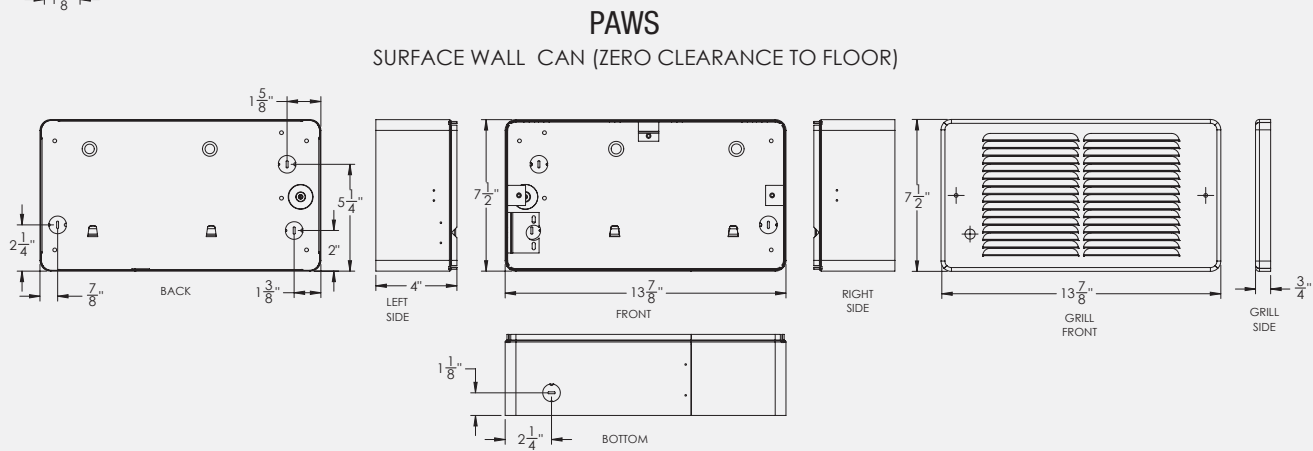 1
8
PAWS
SURFACE WALL CAN (ZERO CLEARANCE TO FLOOR)
1 5/8"
5 1/4"
2 1/4"
2"
7/8"
1 3/8"
BACK
4"
LEFT
SIDE
7 1/2"
13 7/8"
FRONT
RIGHT
SIDE
7 1/2"
13 7/8"
GRILL
FRONT
3/4"
GRILL
SIDE
1 1/8"
2 1/4"
BOTTOM